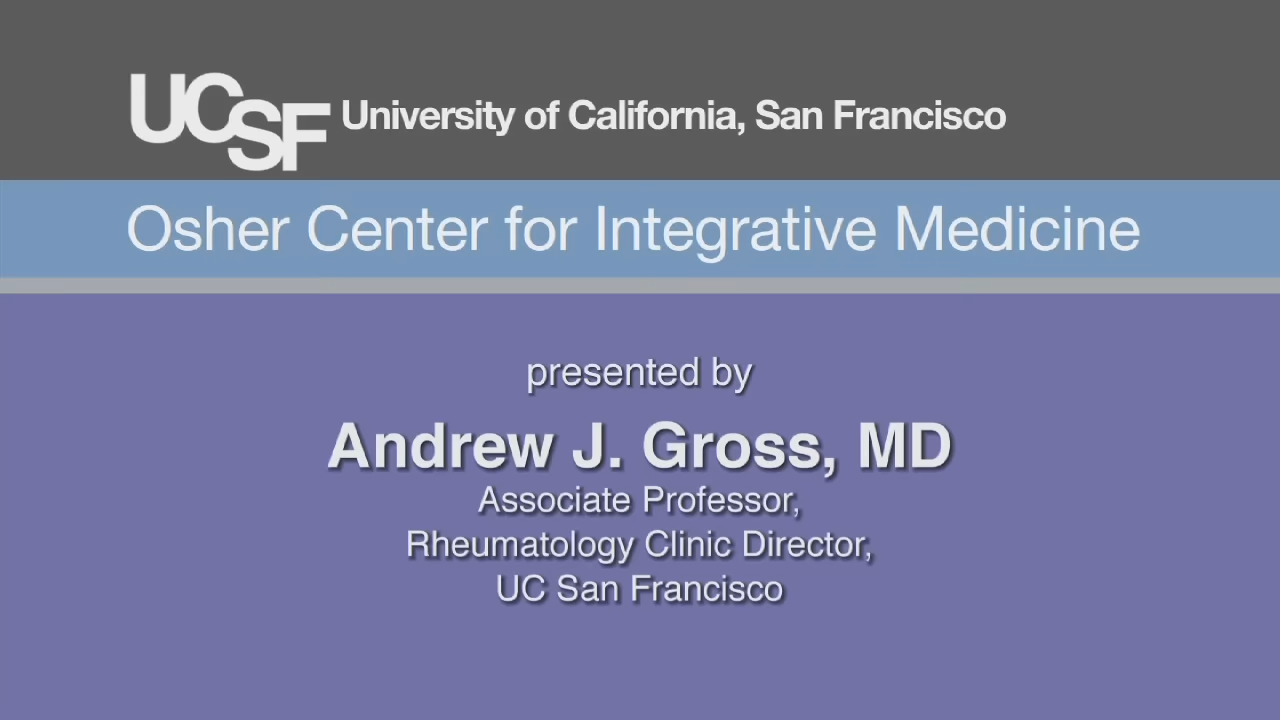 UCSF University of California, San Francisco
Osher Center for Integrative Medicine
presented by
Andrew J. Gross, MD
Associate Professor,
Rheumatology Clinic Director,
UC San Francisco